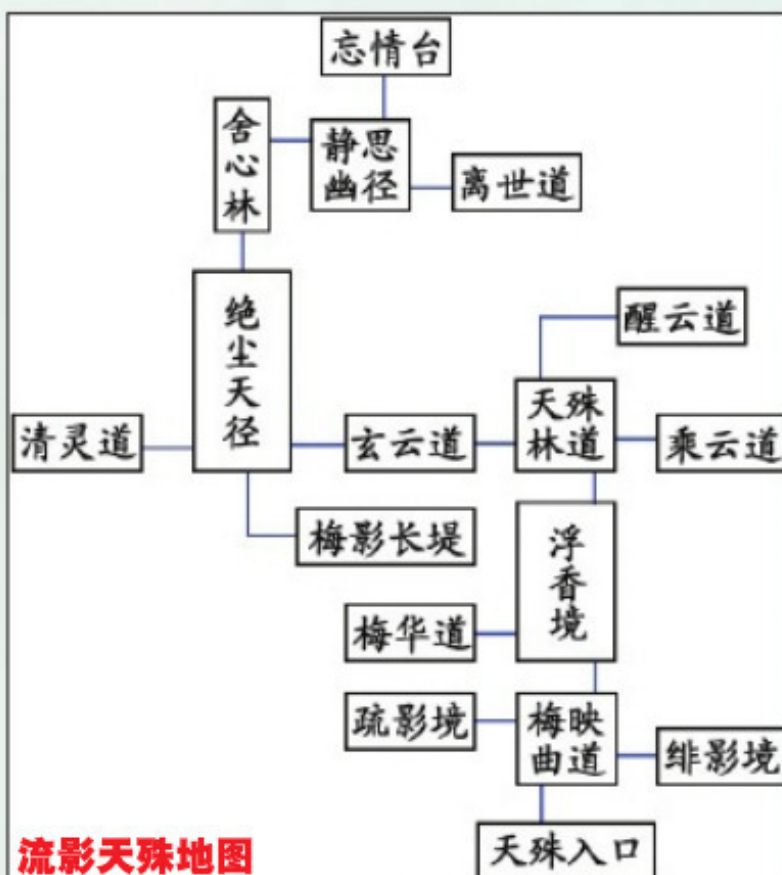 忘情台
舍心林
静思
幽径
离世道
绝尘天径
醒云道
清灵道
玄云道
天殊
林道
乘云道
梅影长堤
浮香境
梅华道
疏影境
梅映
曲道
绯影境
天殊入口
流影天殊地图